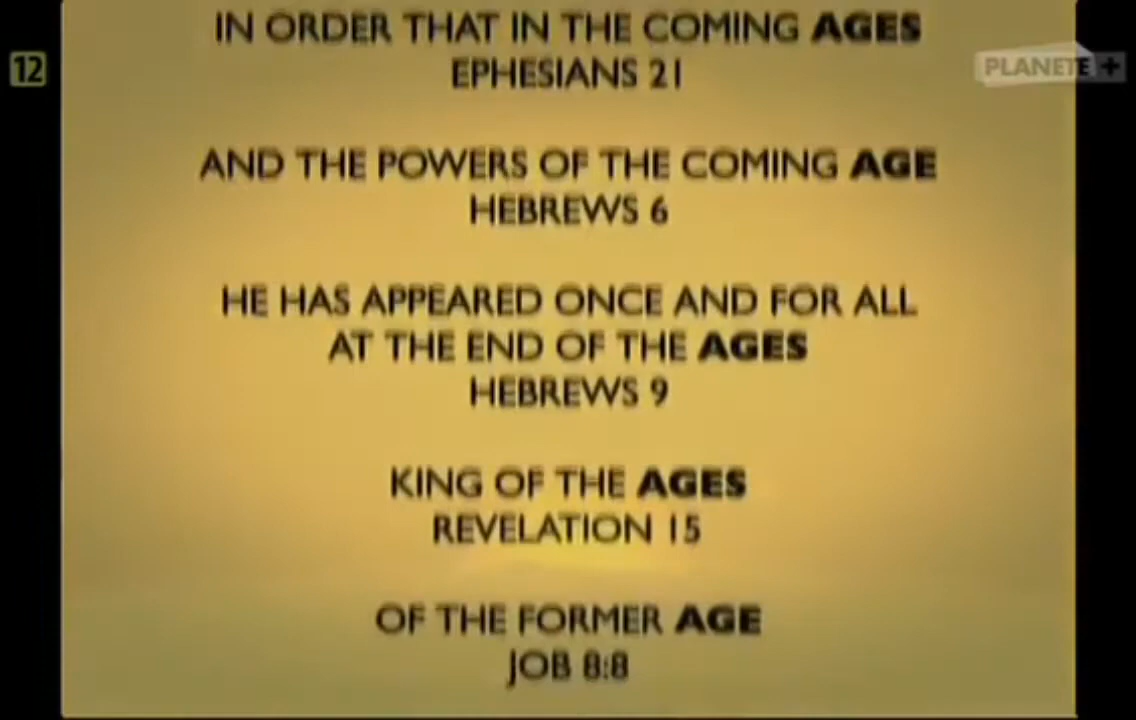 IN ORDER THAT IN THE COMING AGES
EPHESIANS 21
12
PLANETE +
AND THE POWERS OF THE COMING AGE
HEBREWS 6
HE HAS APPEARED ONCE AND FOR ALL
AT THE END OF THE AGES
HEBREWS 9
KING OF THE AGES
REVELATION 15
OF THE FORMER AGE
JOB 8:8